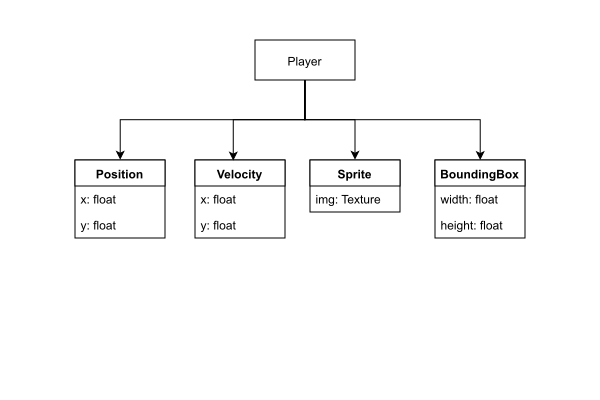 Player
Position
x: float
y: float
Velocity
x: float
y: float
Sprite
img: Texture
BoundingBox
width: float
height: float